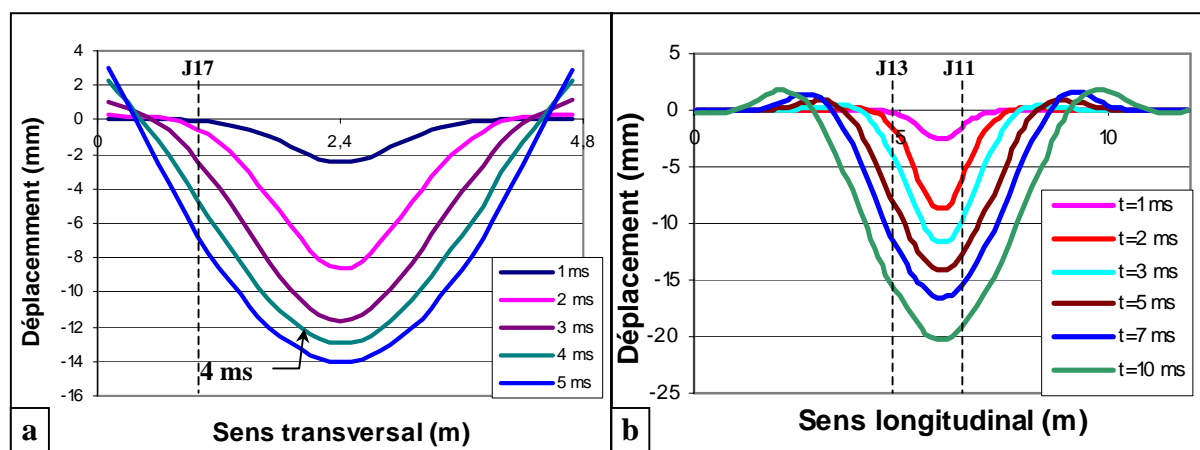 4
2
0
-2
-4
-6
-8
-10
-12
-14
-16
0
2,4
4,8
J17
4 ms
Déplacemment (mm)
Sens transversal (m)
1 ms
2 ms
3 ms
4 ms
5 ms
a
5
0
-5
-10
-15
-20
-25
0
5
10
J13
J11
Déplacement (mm)
Sens longitudinal (m)
t=1 ms
t=2 ms
t=3 ms
t=5 ms
t=7 ms
t=10 ms
b